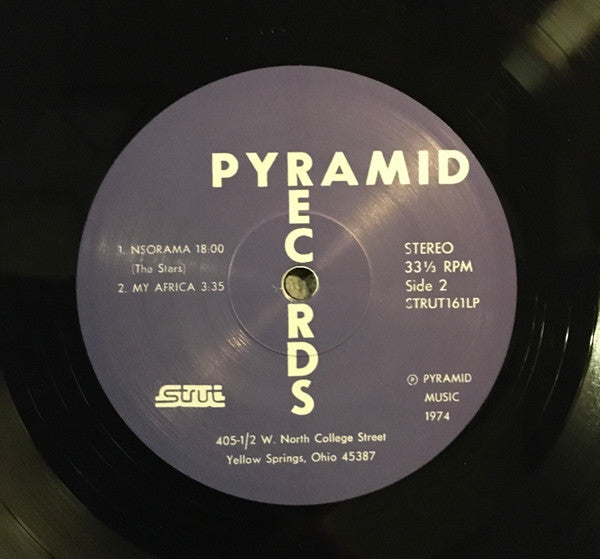 PYRAMID
RECORDS
1. NSORAMA 18:00
(The Stars)
2. MY AFRICA 3:35
STEREO
33⅓ RPM
Side 2
STRUT161LP
Strut
℗ PYRAMID
MUSIC
1974
405-1/2 W. North College Street
Yellow Springs, Ohio 45387